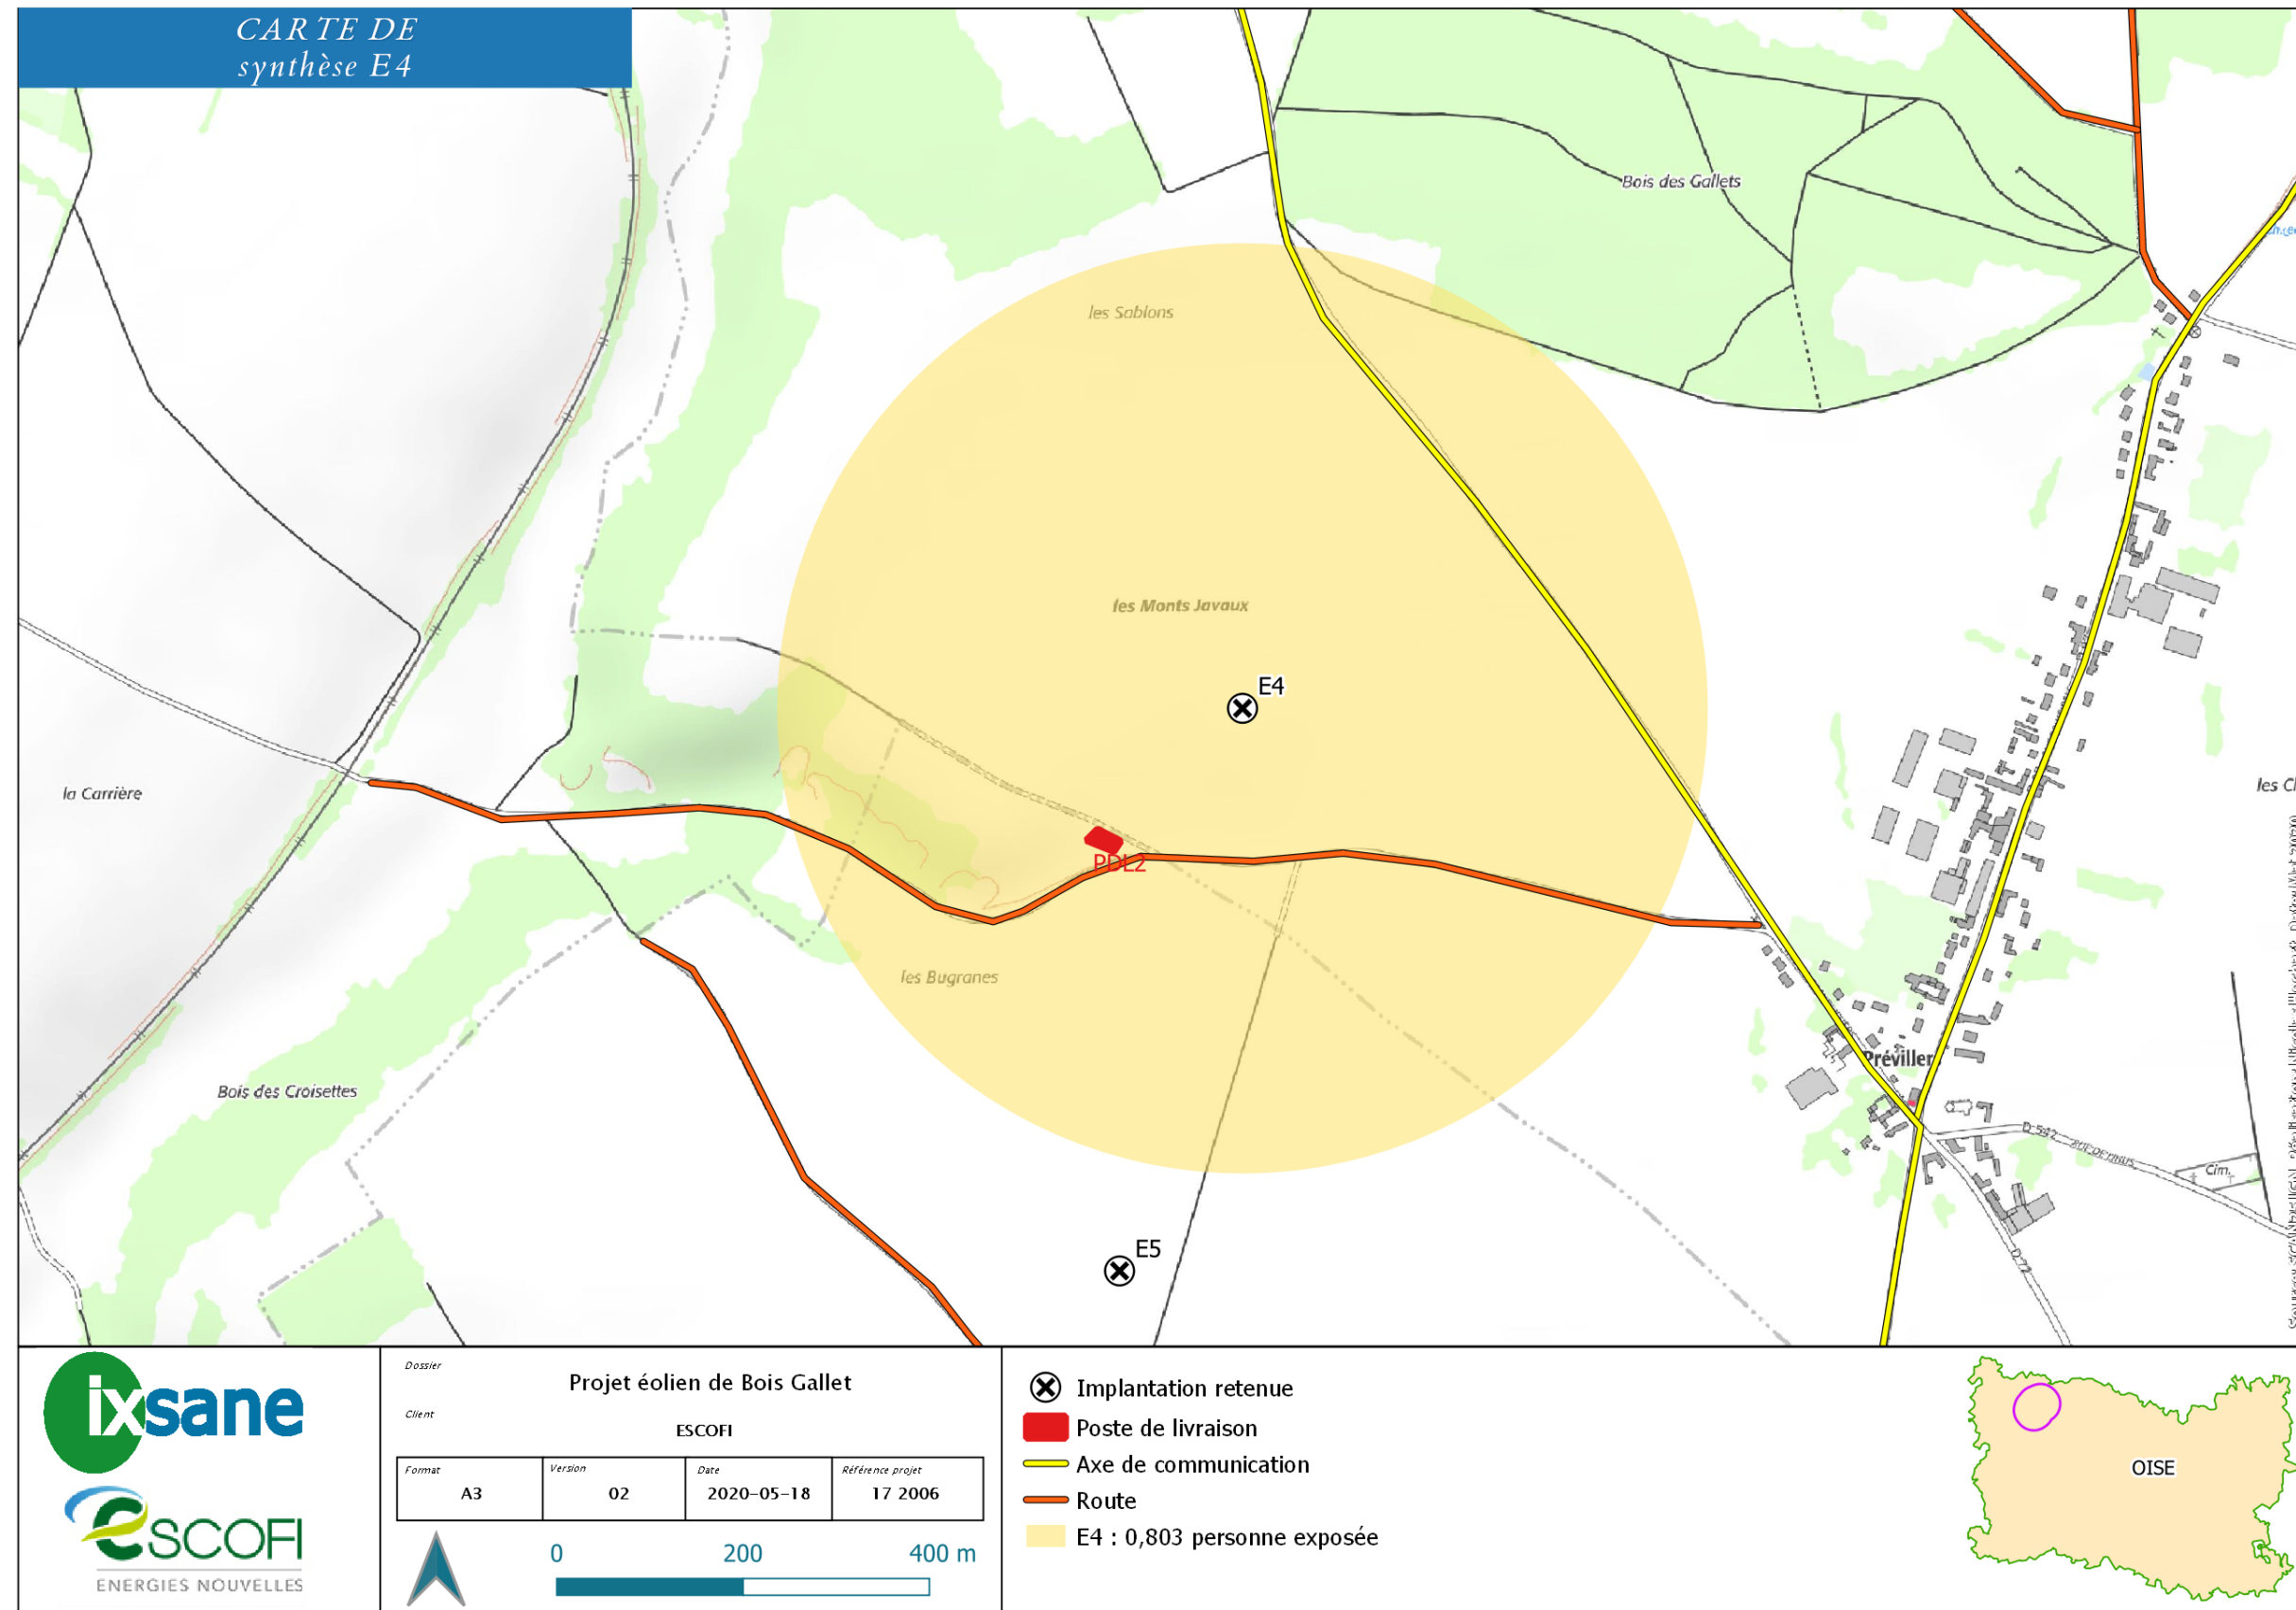 CARTE DE
synthèse E4
Bois des Gallets
les Sablons
les Monts Javaux
E4
la Carrière
PDL2
les Bugranes
Bois des Croisettes
Préviller
D 542
Cim.
D 72
E5
ixsane
ESCOFI
ENERGIES NOUVELLES
Dossier
Projet éolien de Bois Gallet
Client
ESCOFI
Format
A3
Version
02
Date
2020-05-18
Référence projet
17 2006
0 200 400 m
Implantation retenue
Poste de livraison
Axe de communication
Route
E4 : 0,803 personne exposée
OISE